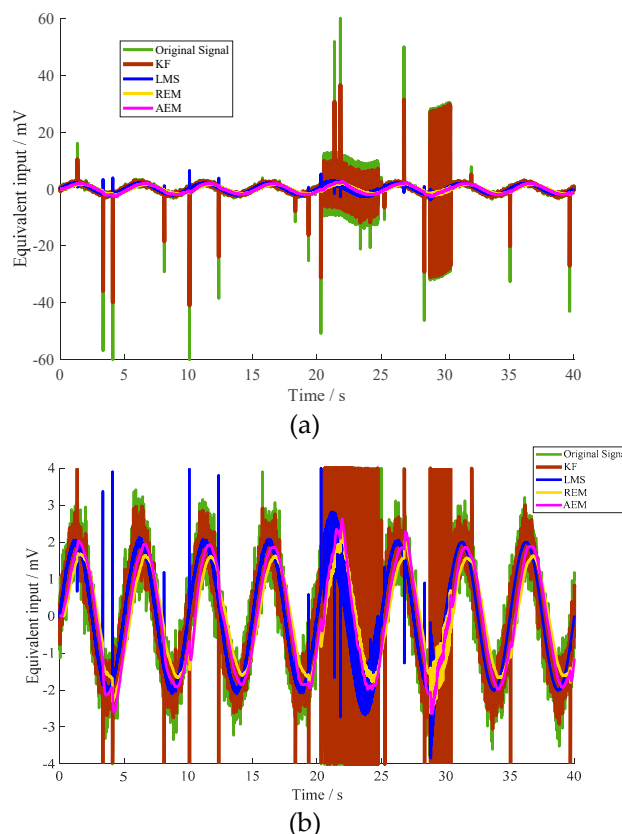 60
40
20
0
-20
-40
-60
Equivalent input / mV
Original Signal
KF
LMS
REM
AEM
0 5 10 15 20 25 30 35 40
Time / s
(a)
4
3
2
1
0
-1
-2
-3
-4
Equivalent input / mV
Original Signal
KF
LMS
REM
AEM
0 5 10 15 20 25 30 35 40
Time / s
(b)